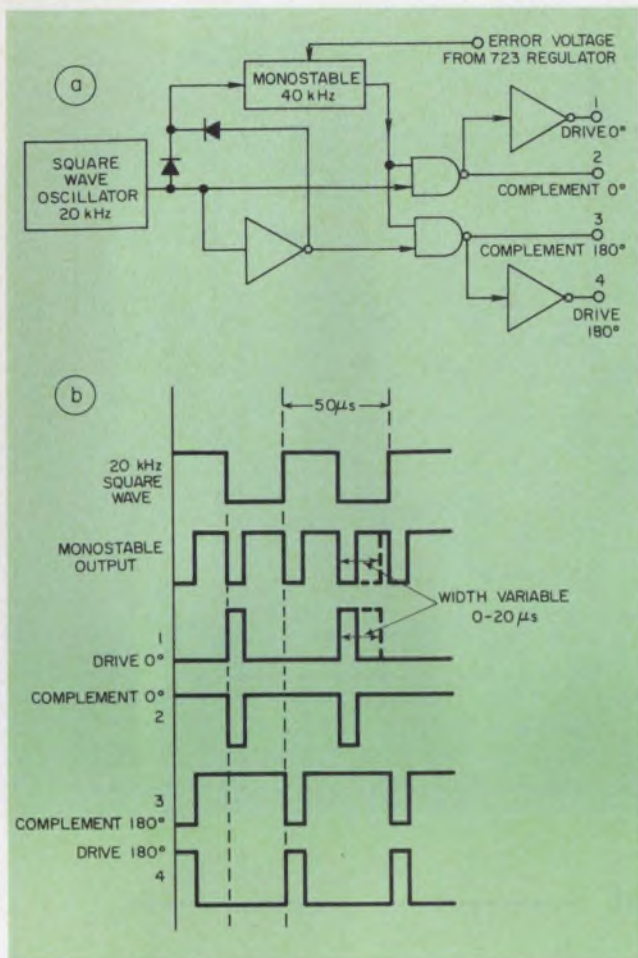 a
ERROR VOLTAGE
FROM 723 REGULATOR
MONOSTABLE
40 kHz
1
DRIVE 0°
SQUARE
WAVE
OSCILLATOR
20 kHz
2
COMPLEMENT 0°
3
COMPLEMENT 180°
4
DRIVE
180°
b
50µs
20 kHz
SQUARE
WAVE
MONOSTABLE
OUTPUT
WIDTH VARIABLE
0-20 µs
1
DRIVE 0°
COMPLEMENT 0°
2
3
COMPLEMENT 180°
DRIVE 180°
4